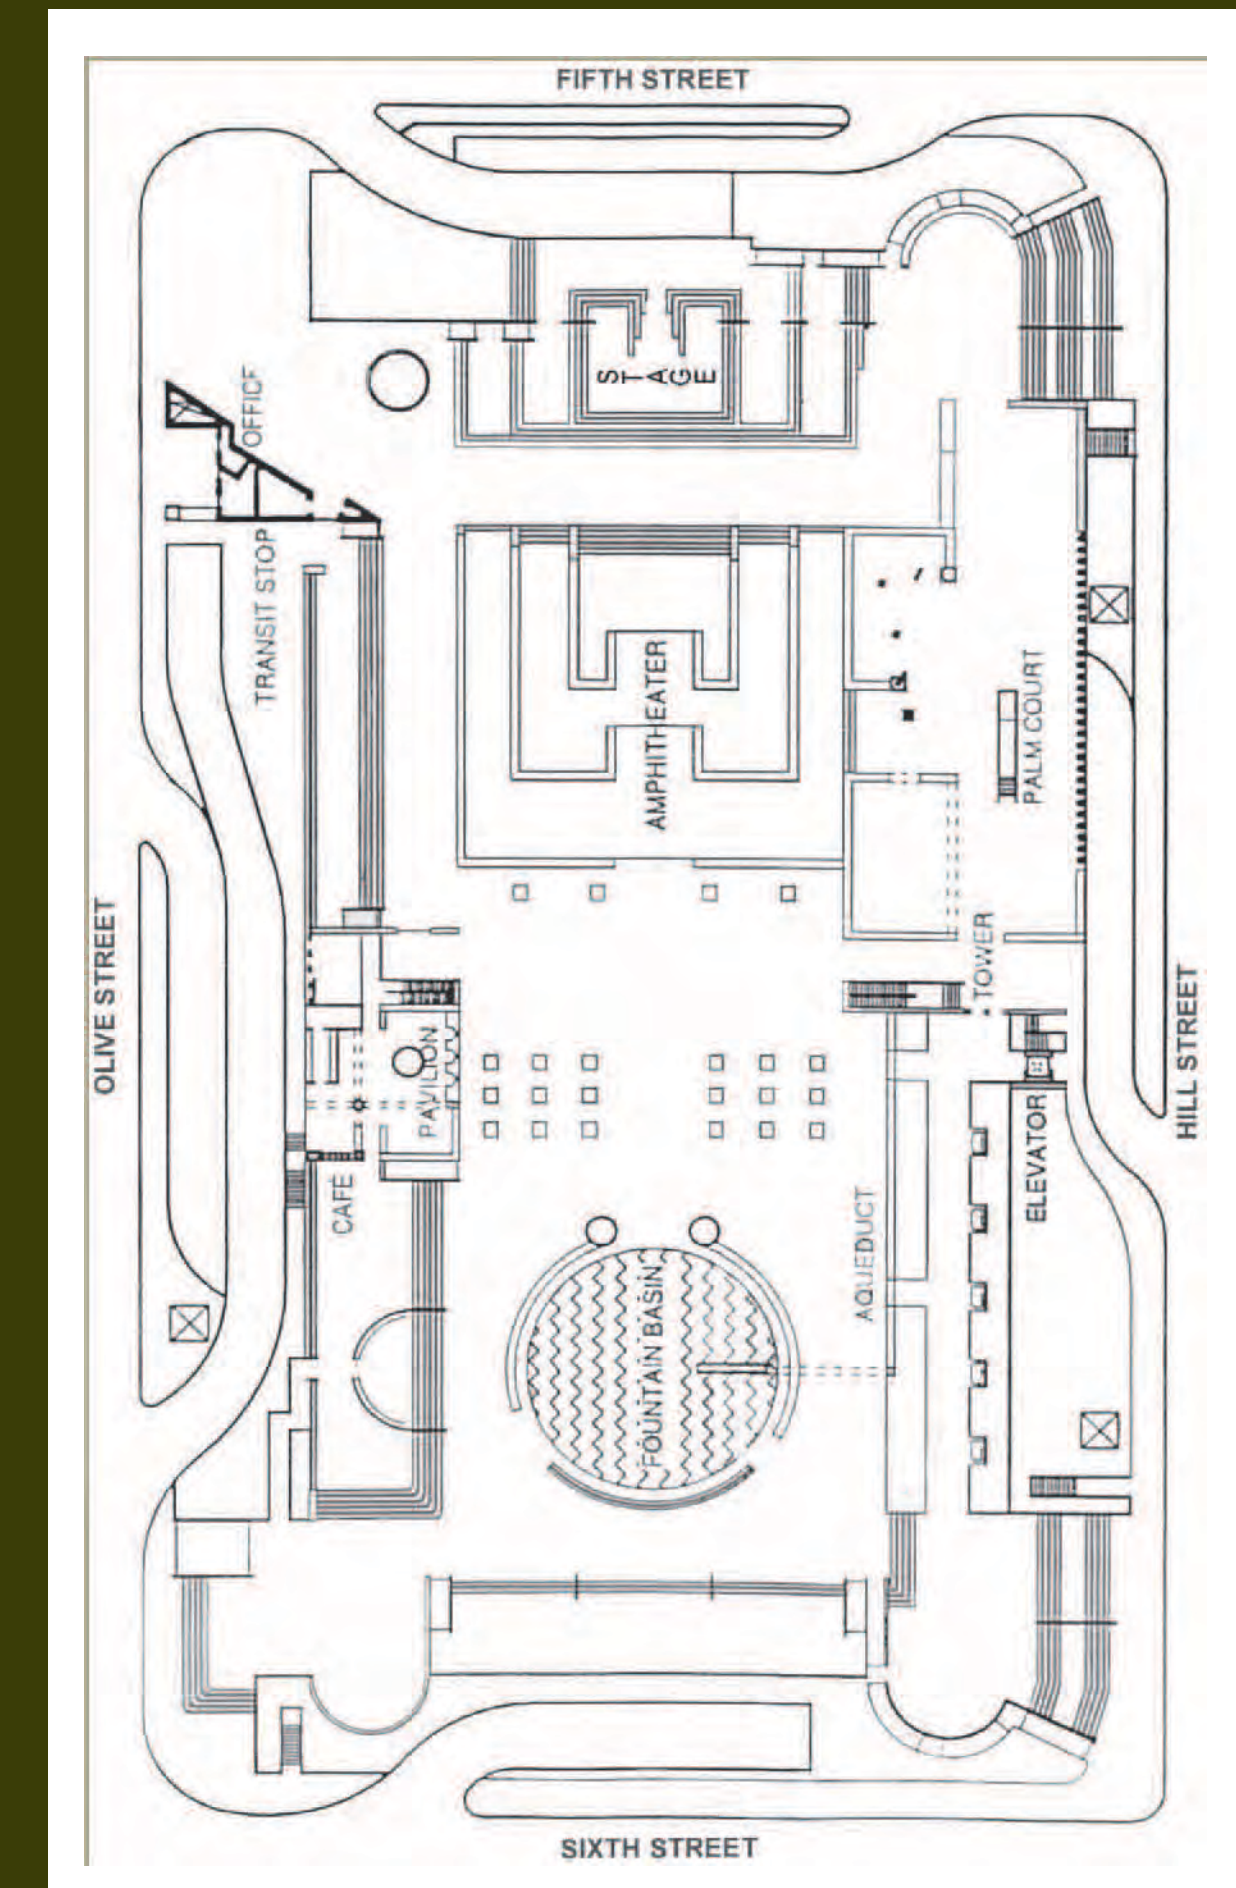 FIFTH STREET
STAGE
OFFICE
TRANSIT STOP
AMPHITHEATER
PALM COURT
OLIVE STREET
TOWER
HILL STREET
PAVILION
ELEVATOR
CAFÉ
AQUEDUCT
FOUNTAIN BASIN
SIXTH STREET